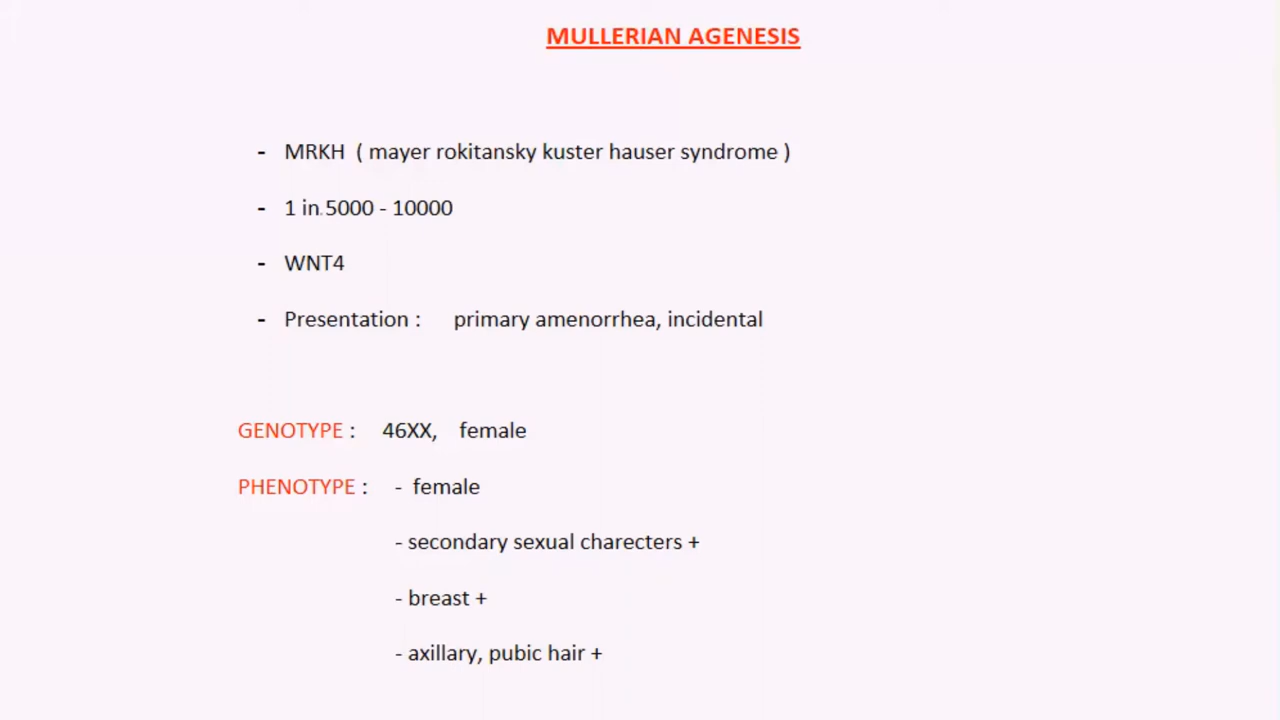 MULLERIAN AGENESIS
- MRKH ( mayer rokitansky kuster hauser syndrome )
- 1 in 5000 - 10000
- WNT4
- Presentation : primary amenorrhea, incidental
GENOTYPE : 46XX, female
PHENOTYPE : - female
- secondary sexual charecters +
- breast +
- axillary, pubic hair +